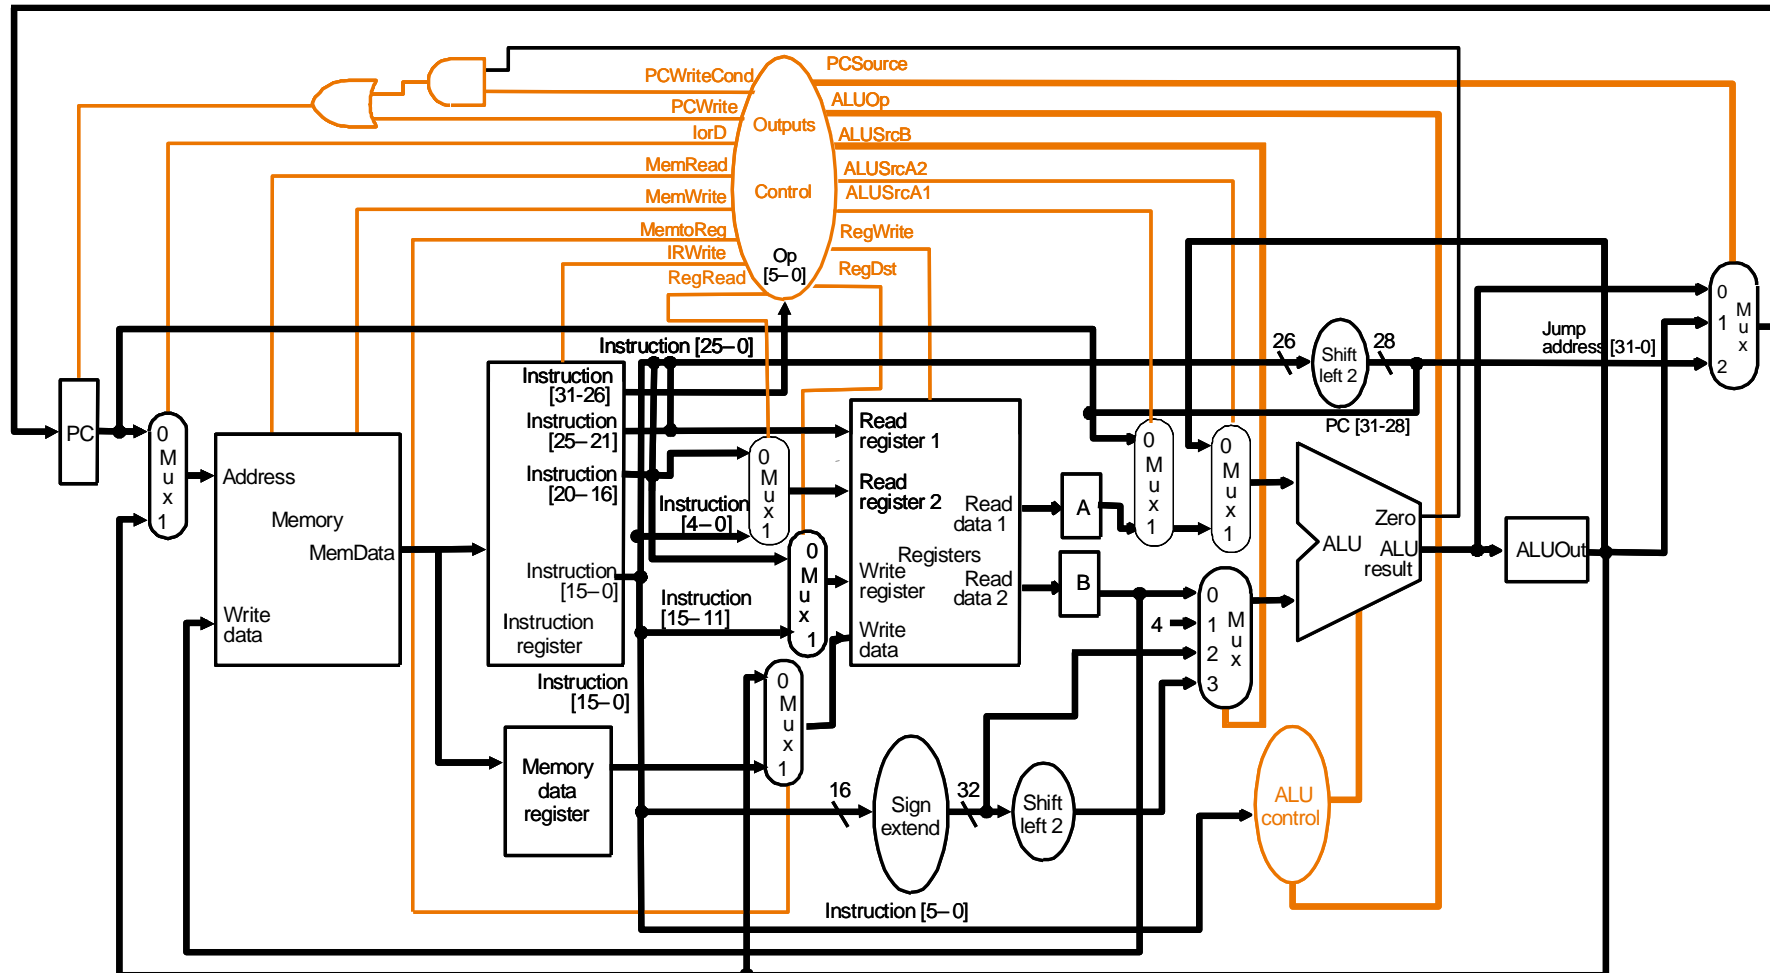 PCWriteCond
PCSource
PCWrite
ALUOp
IorD
Outputs
ALUSrcB
MemRead
ALUSrcA2
Control
MemWrite
ALUSrcA1
MemtoReg
RegWrite
IRWrite
Op
[5–0]
RegRead
RegDst
Instruction [25–0]
26
Shift
left 2
28
Jump
address [31-0]
0
1
2
M
u
x
PC [31-28]
PC
0
M
u
x
1
Address
Memory
MemData
Write
data
Instruction
[31-26]
Instruction
[25–21]
Instruction
[20–16]
Instruction
[15–0]
Instruction
register
Instruction
[4–0]
0
M
u
x
1
Instruction
[15–11]
0
M
u
x
1
Read
register 1
Read
register 2
Read
data 1
Registers
Write
register
Read
data 2
Write
data
A
B
0
M
u
x
1
0
M
u
x
1
4
0
1
2
3
M
u
x
Zero
ALU
ALU
result
ALUOut
Instruction
[15–0]
0
M
u
x
1
Memory
data
register
16
Sign
extend
32
Shift
left 2
ALU
control
Instruction [5–0]